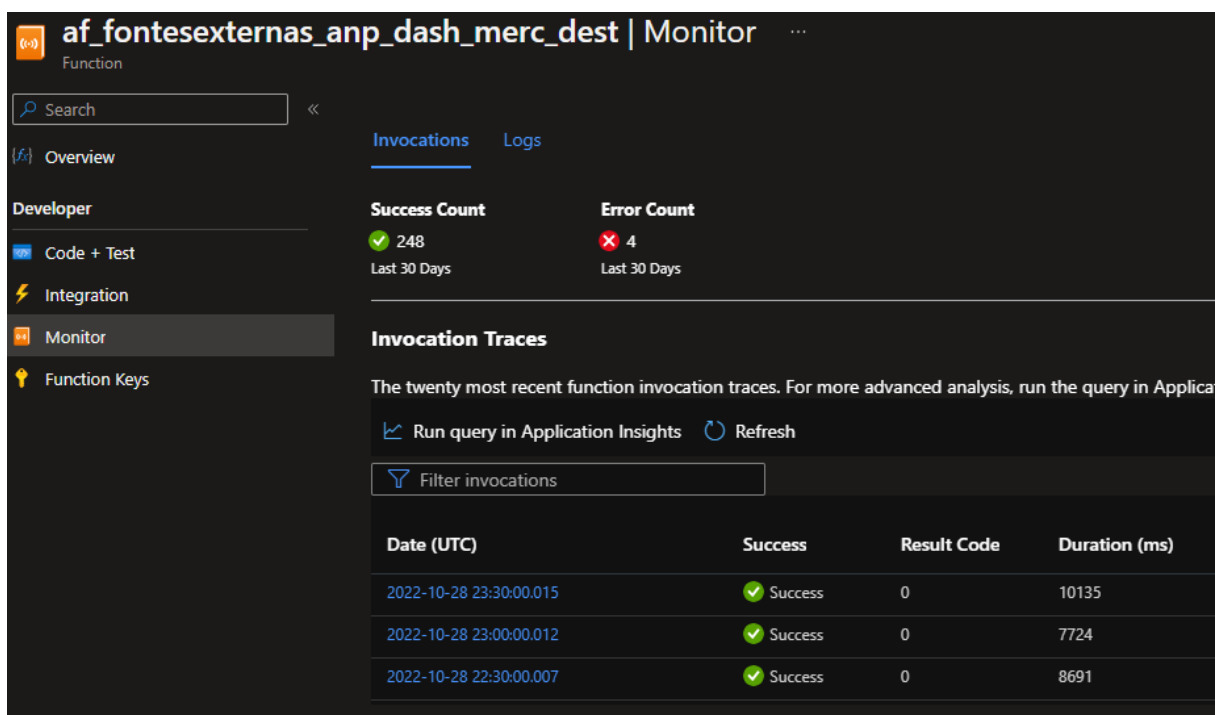 af_fontesexternas_anp_dash_merc_dest | Monitor ...
Function
Search «
Overview
Developer
Code + Test
Integration
Monitor
Function Keys
Invocations Logs
Success Count Error Count
248 4
Last 30 Days Last 30 Days
Invocation Traces
The twenty most recent function invocation traces. For more advanced analysis, run the query in Applica
Run query in Application Insights Refresh
Filter invocations
Date (UTC) Success Result Code Duration (ms)
2022-10-28 23:30:00.015 Success 0 10135
2022-10-28 23:00:00.012 Success 0 7724
2022-10-28 22:30:00.007 Success 0 8691